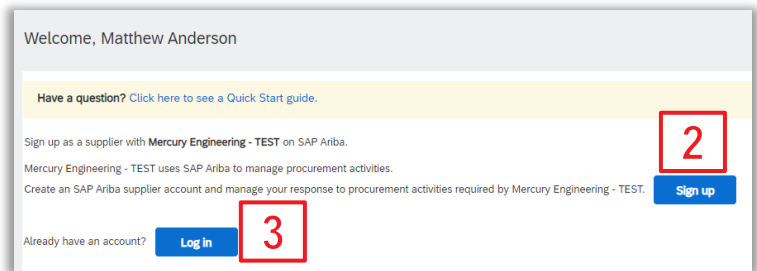 Welcome, Matthew Anderson
Have a question? Click here to see a Quick Start guide.
Sign up as a supplier with Mercury Engineering - TEST on SAP Ariba.
Mercury Engineering - TEST uses SAP Ariba to manage procurement activities.
2
Create an SAP Ariba supplier account and manage your response to procurement activities required by Mercury Engineering - TEST. Sign up
Already have an account? Log in 3